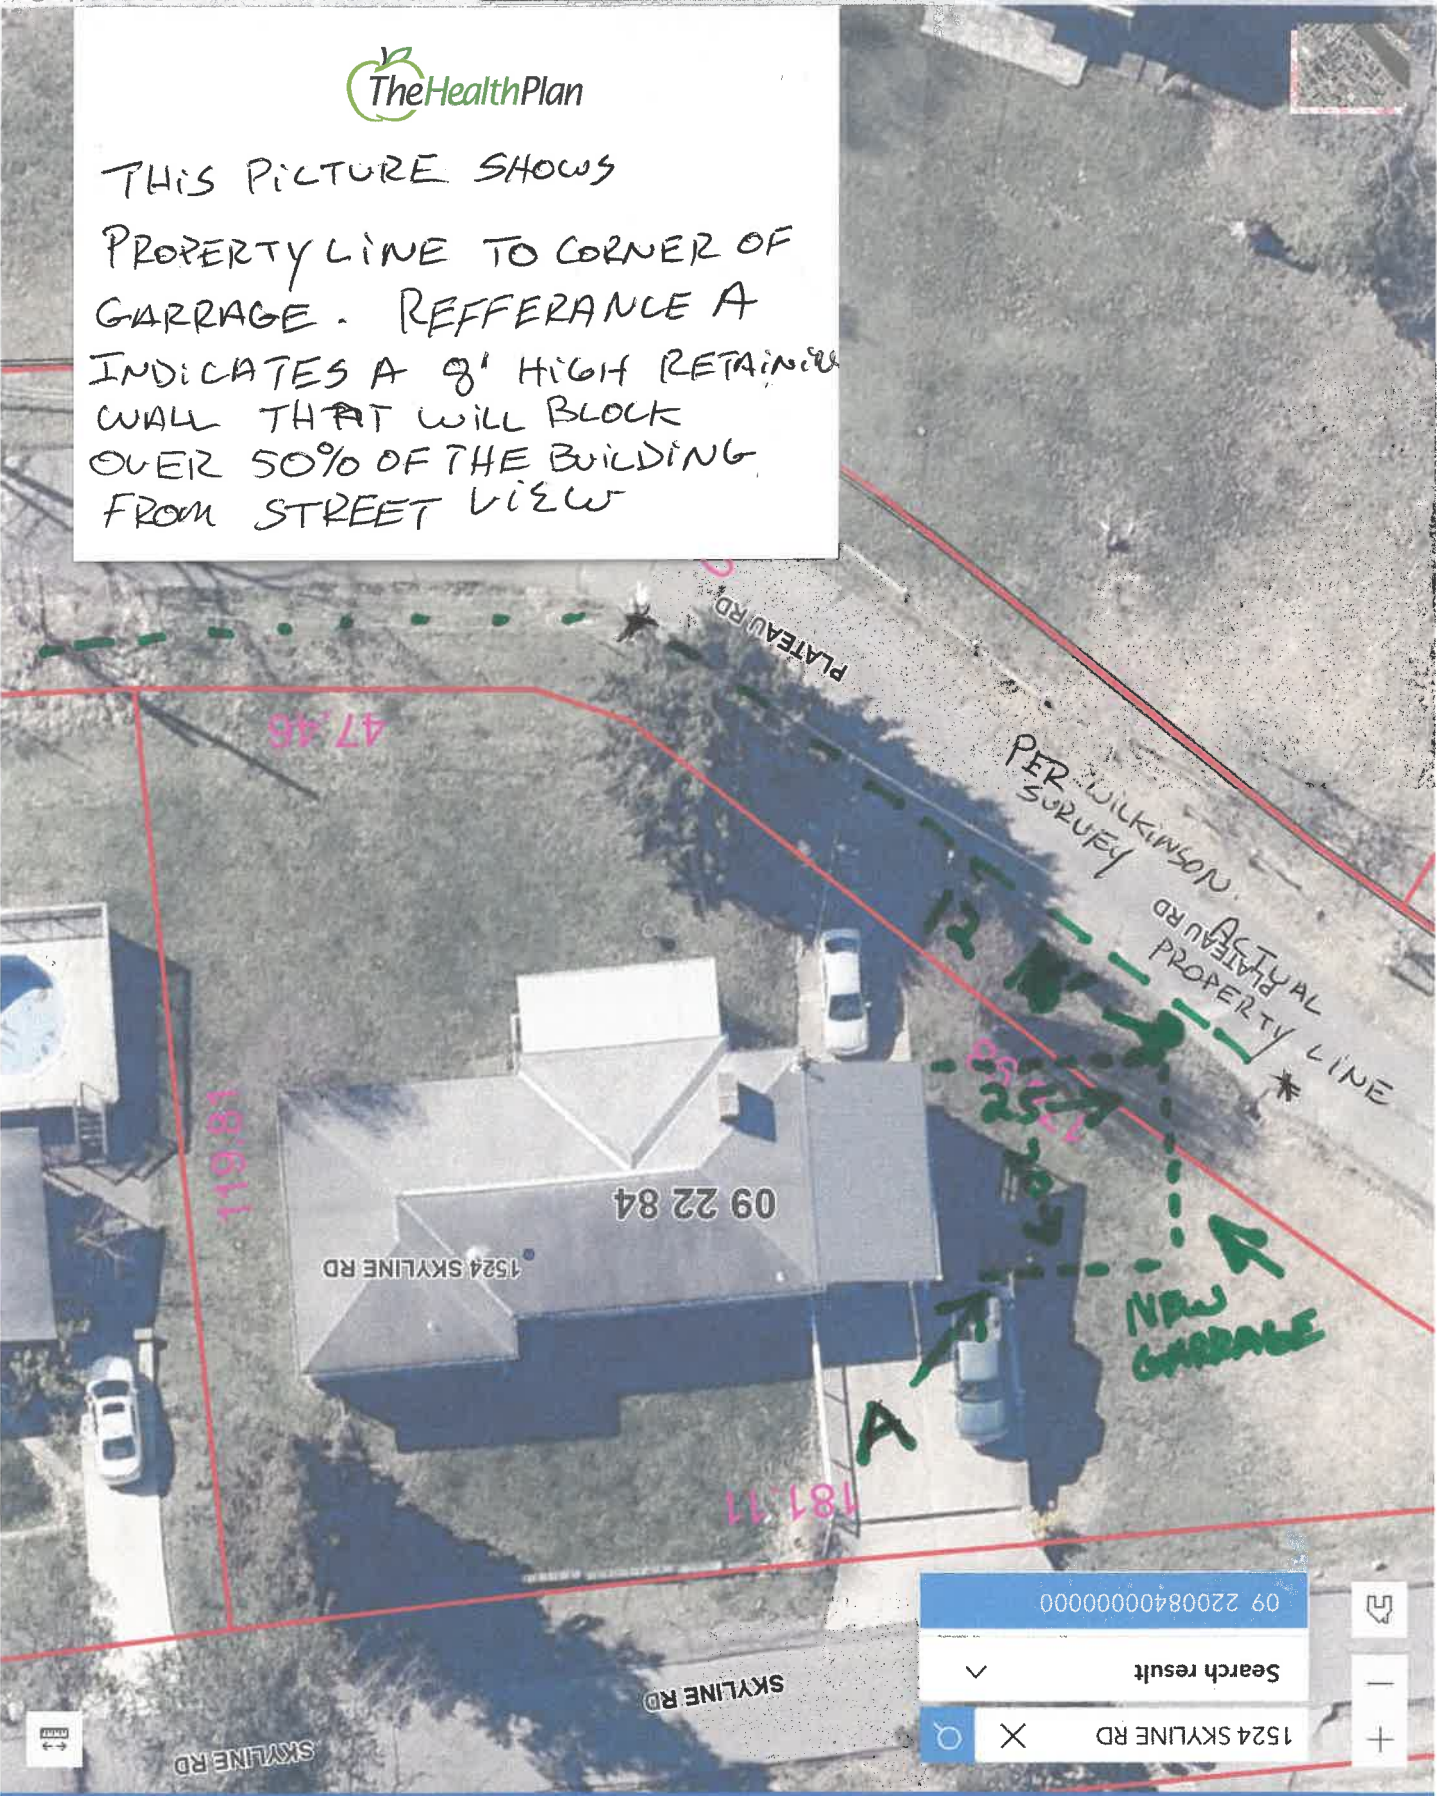 TheHealthPlan
THIS PICTURE SHOWS
PROPERTY LINE TO CORNER OF
GARRAGE. REFFERANCE A
INDICATES A 8' HIGH RETAINING
WALL THAT WILL BLOCK
OVER 50% OF THE BUILDING
FROM STREET VIEW
PLATEAU RD
47.46
PER WILKINSON
SURVEY
ACTUAL
PROPERTY LINE
PLATEAU RD
12
25
119.81
09 22 84
1524 SKYLINE RD
NEW
GARRAGE
A
181.11
09 220084000000000
Search result
1524 SKYLINE RD
SKYLINE RD
SKYLINE RD